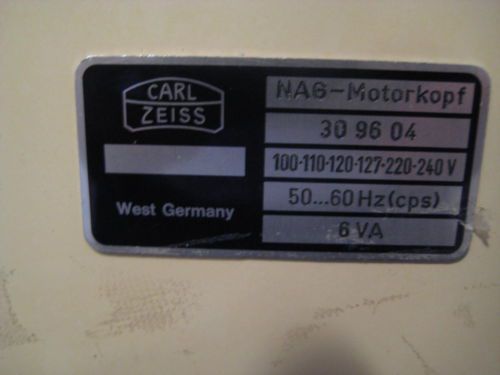 CARL
ZEISS
West Germany
NAG-Motorkopf
30 96 04
100-110-120-127-220-240 V
50...60 Hz (cps)
6 VA